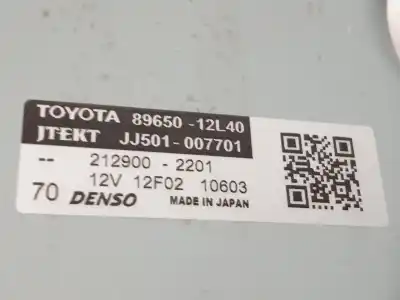 TOYOTA 89650-12L40
JTEKT JJ501-007701
-- 212900-2201
12V 12F02 10603
70 DENSO MADE IN JAPAN